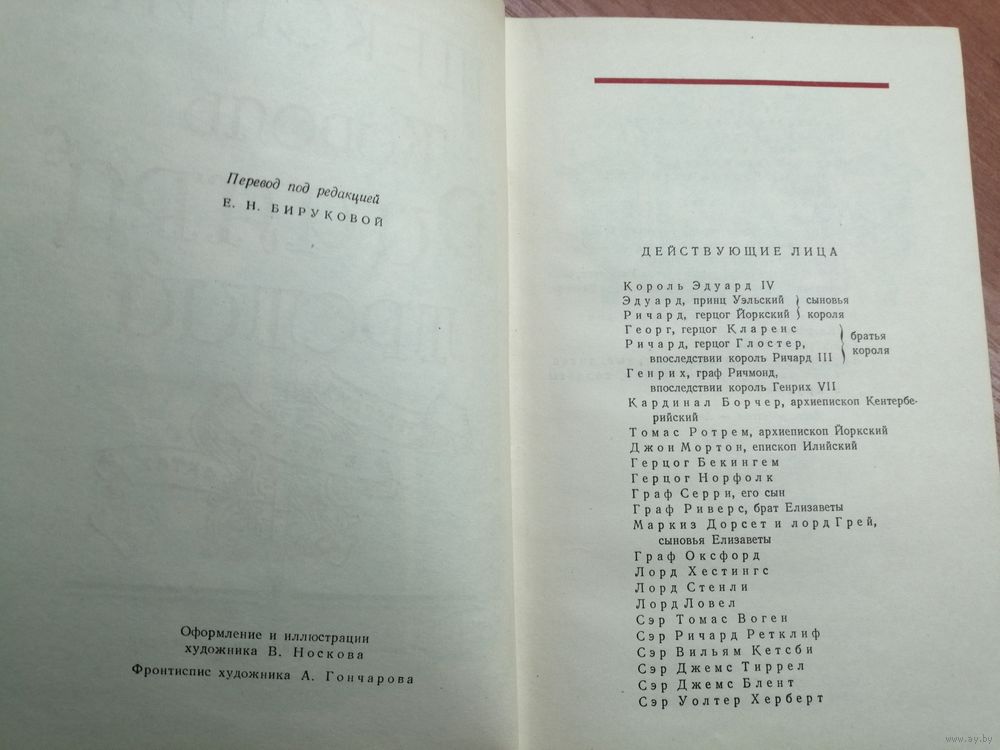 Перевод под редакцией
Е. Н. БИРУКОВОЙ
Оформление и иллюстрации
художника В. Носкова
Фронтиспис художника А. Гончарова
ДЕЙСТВУЮЩИЕ ЛИЦА
Король Эдуард IV
Эдуард, принц Уэльский } сыновья
Ричард, герцог Йоркский } короля
Георг, герцог Кларенс
Ричард, герцог Глостер, } братья
впоследствии король Ричард III } короля
Генрих, граф Ричмонд,
впоследствии король Генрих VII
Кардинал Борчер, архиепископ Кентербе-
рийский
Томас Ротрем, архиепископ Йоркский
Джон Мортон, епископ Илийский
Герцог Бекингем
Герцог Норфолк
Граф Серри, его сын
Граф Риверс, брат Елизаветы
Маркиз Дорсет и лорд Грей,
сыновья Елизаветы
Граф Оксфорд
Лорд Хестингс
Лорд Стенли
Лорд Ловел
Сэр Томас Воген
Сэр Ричард Ретклиф
Сэр Вильям Кетсби
Сэр Джемс Тиррел
Сэр Джемс Блент
Сэр Уолтер Херберт
www.ay.by